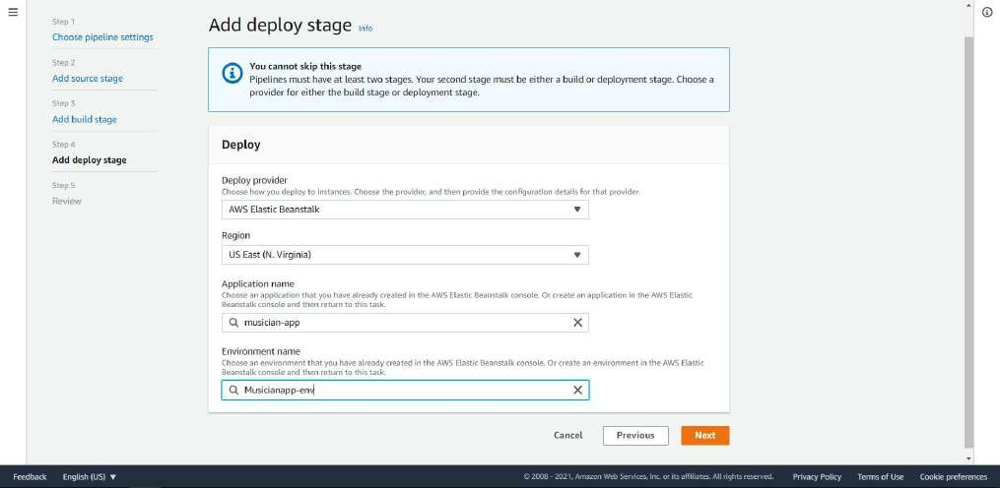 Step 1
Choose pipeline settings
Step 2
Add source stage
Step 3
Add build stage
Step 4
Add deploy stage
Step 5
Review
Add deploy stage Info
You cannot skip this stage
Pipelines must have at least two stages. Your second stage must be either a build or deployment stage. Choose a
provider for either the build stage or deployment stage.
Deploy
Deploy provider
Choose how you deploy to instances. Choose the provider, and then provide the configuration details for that provider.
AWS Elastic Beanstalk
Region
US East (N. Virginia)
Application name
Choose an application that you have already created in the AWS Elastic Beanstalk console. Or create an application in the AWS Elastic
Beanstalk console and then return to this task.
musician-app
Environment name
Choose an environment that you have already created in the AWS Elastic Beanstalk console. Or create an environment in the AWS Elastic
Beanstalk console and then return to this task.
Musicianapp-env
Cancel Previous Next
Feedback English (US) © 2008 - 2021, Amazon Web Services, Inc. or its affiliates. All rights reserved. Privacy Policy Terms of Use Cookie preferences